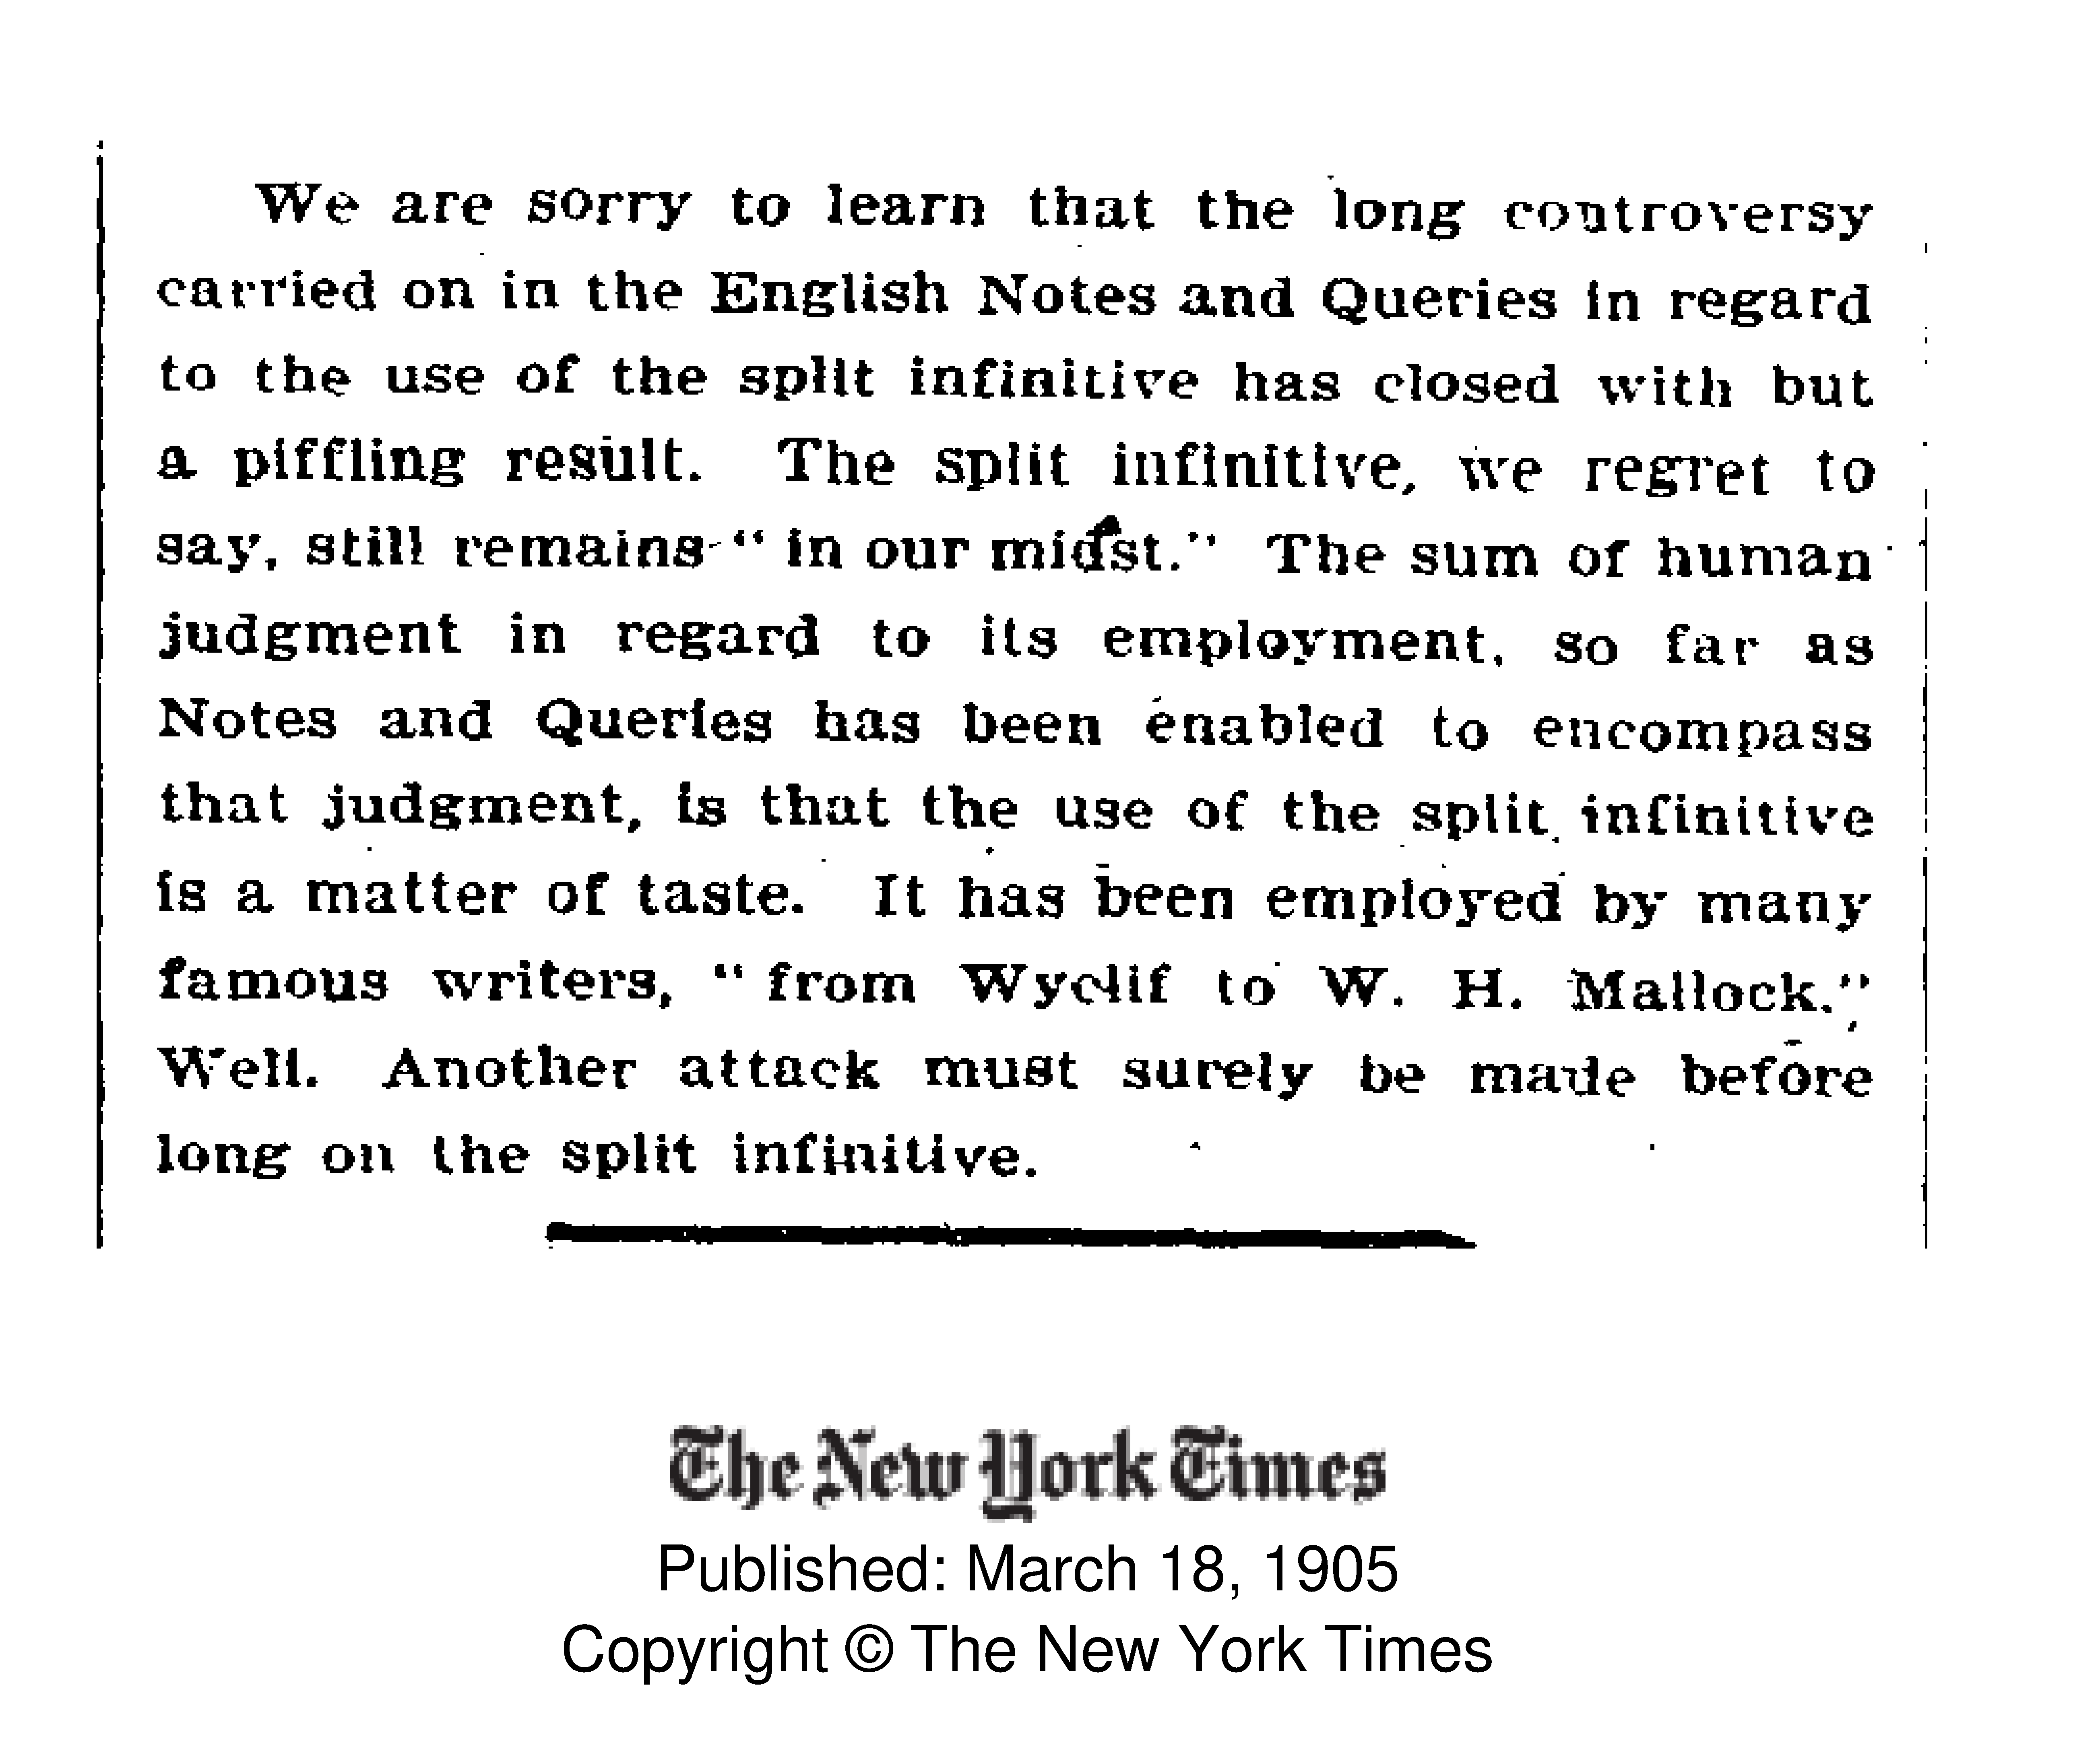 We are sorry to learn that the long controversy
carried on in the English Notes and Queries in regard
to the use of the split infinitive has closed with but
a piffling result. The split infinitive, we regret to
say, still remains “ in our midst.” The sum of human
judgment in regard to its employment, so far as
Notes and Queries has been enabled to encompass
that judgment, is that the use of the split infinitive
is a matter of taste. It has been employed by many
famous writers, “ from Wyclif to W. H. Mallock.”
Well. Another attack must surely be made before
long on the split infinitive.
The New York Times
Published: March 18, 1905
Copyright © The New York Times